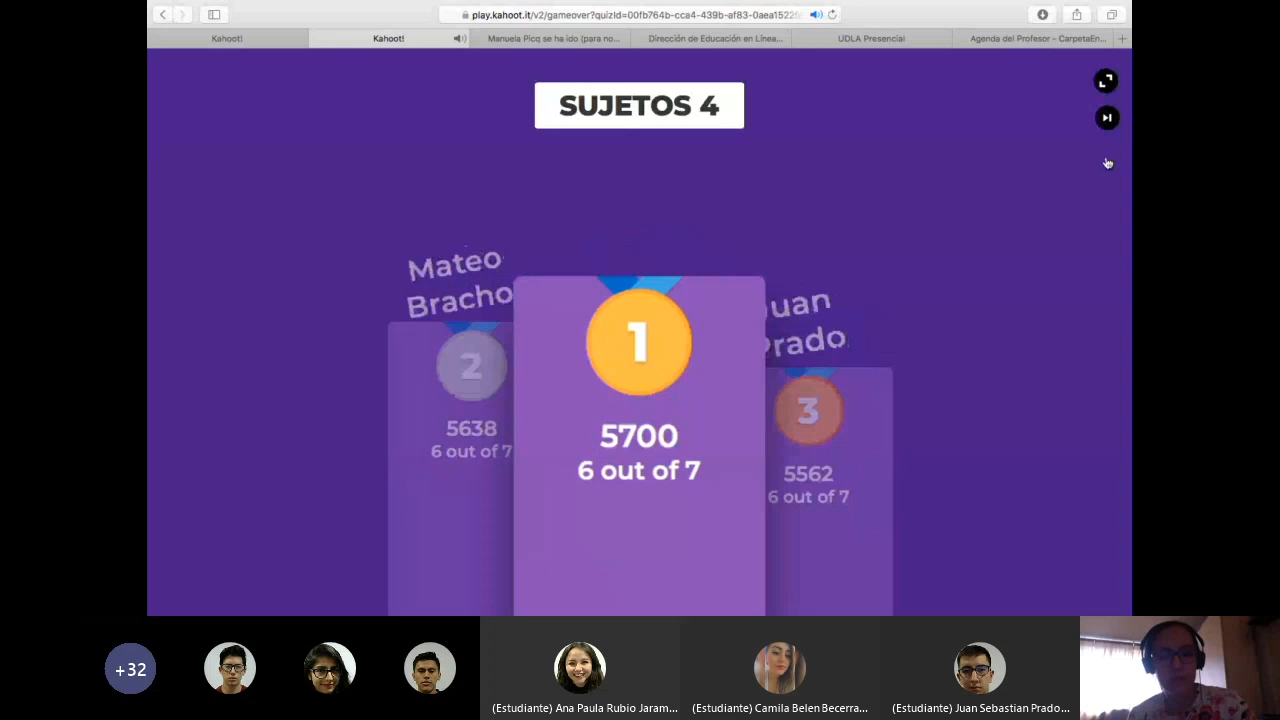 play.kahoot.it/v2/gameover?quizId=00fb764b-cca4-439b-af83-0aea1522
Kahoot!
Kahoot!
Manuela Picq se ha ido (para no...
Dirección de Educación en Línea...
UDLA Presencial
Agenda del Profesor - CarpetaEn...
SUJETOS 4
Mateo
Bracho
Juan
Prado
1
5700
6 out of 7
2
5638
6 out of 7
3
5562
6 out of 7
+32
(Estudiante) Ana Paula Rubio Jaram...
(Estudiante) Camila Belen Becerra...
(Estudiante) Juan Sebastian Prado...